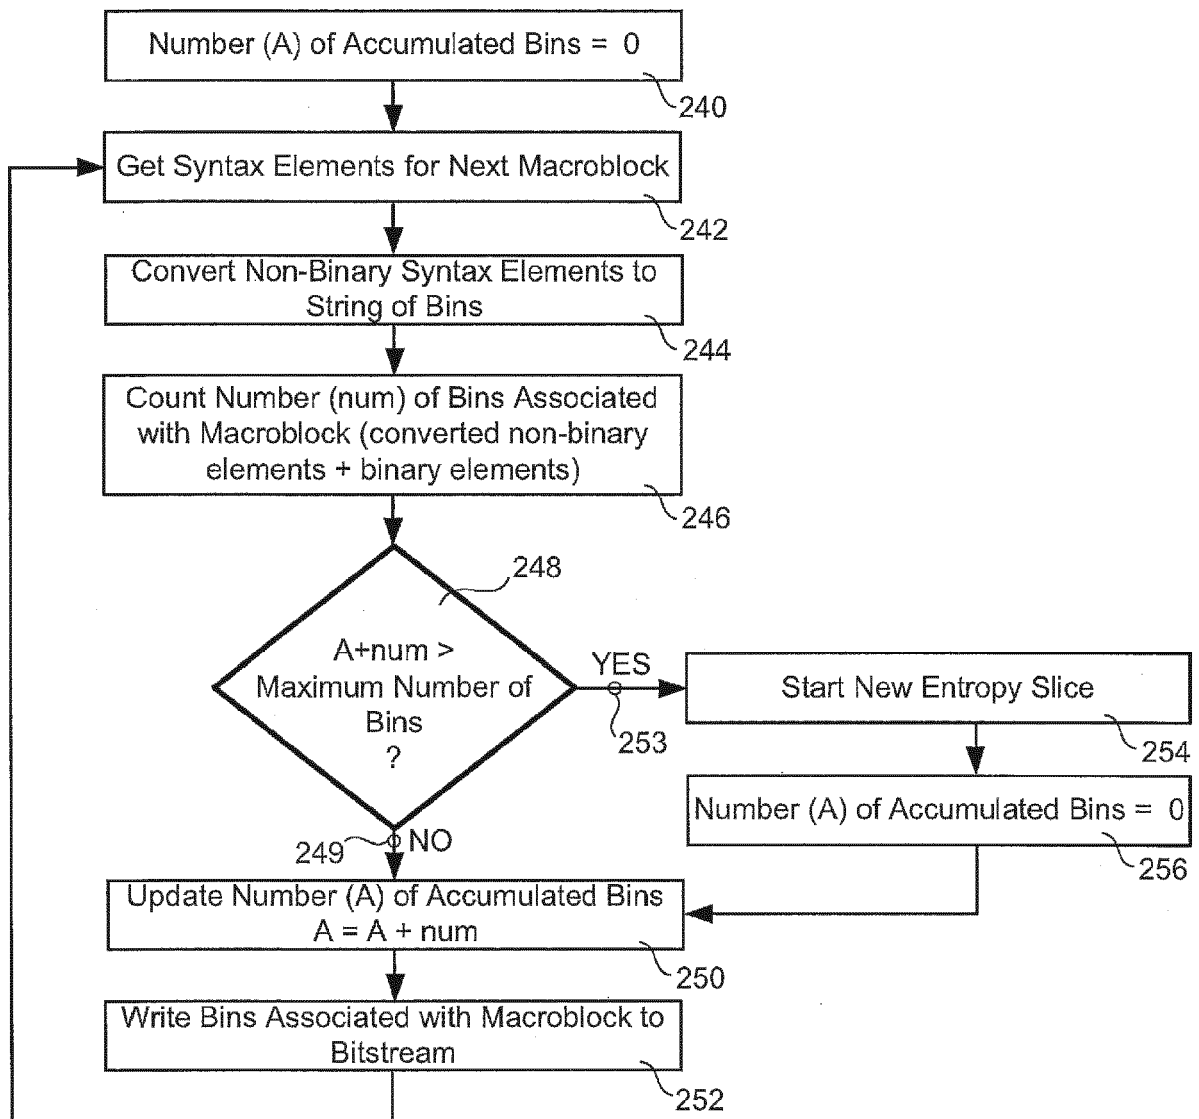 Number (A) of Accumulated Bins = 0
240
Get Syntax Elements for Next Macroblock
242
Convert Non-Binary Syntax Elements to
String of Bins
244
Count Number (num) of Bins Associated
with Macroblock (converted non-binary
elements + binary elements)
246
248
A+num >
Maximum Number of
Bins
?
YES
253
Start New Entropy Slice
254
Number (A) of Accumulated Bins = 0
256
249
NO
Update Number (A) of Accumulated Bins
A = A + num
250
Write Bins Associated with Macroblock to
Bitstream
252